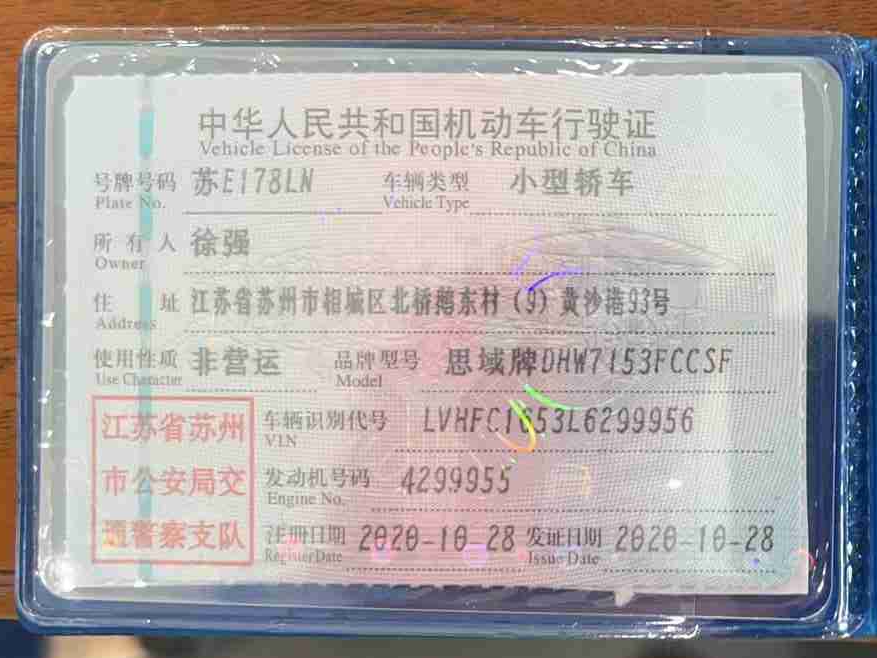 中华人民共和国机动车行驶证
Vehicle License of the People's Republic of China
号牌号码 苏E178LN 车辆类型 小型轿车
Plate No. Vehicle Type
所有人 徐强
Owner
住址 江苏省苏州市相城区北桥鹅东村（9）黄沙港93号
Address
使用性质 非营运 品牌型号 思域牌DHW7153FCCSF
Use Character Model
江苏省苏州 车辆识别代号 LVHFC1653L6299956
VIN
市公安局交 发动机号码 4299955
Engine No.
通警察支队 注册日期 2020-10-28 发证日期 2020-10-28
Register Date Issue Date